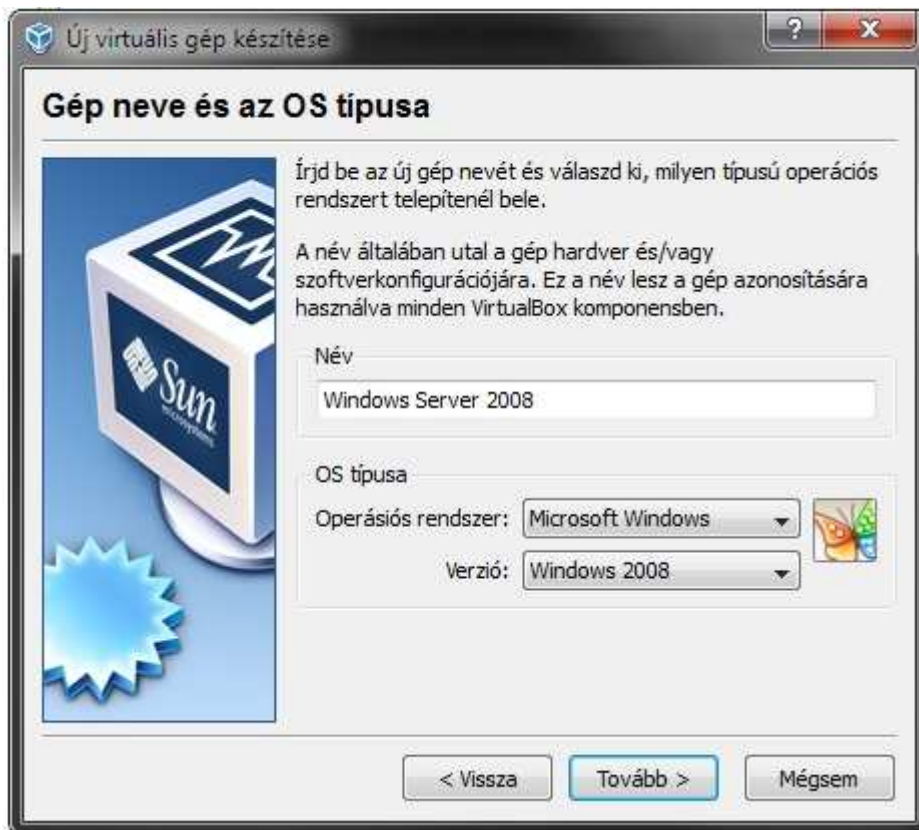 Új virtuális gép készítése
?
X
Gép neve és az OS típusa
Sun
microsystems
Írjd be az új gép nevét és válaszd ki, milyen típusú operációs
rendszert telepítenél bele.
A név általában utal a gép hardver és/vagy
szoftverkonfigurációjára. Ez a név lesz a gép azonosítására
használva minden VirtualBox komponensben.
Név
Windows Server 2008
OS típusa
Operásiós rendszer: Microsoft Windows
Verzió: Windows 2008
< Vissza
Tovább >
Mégsem